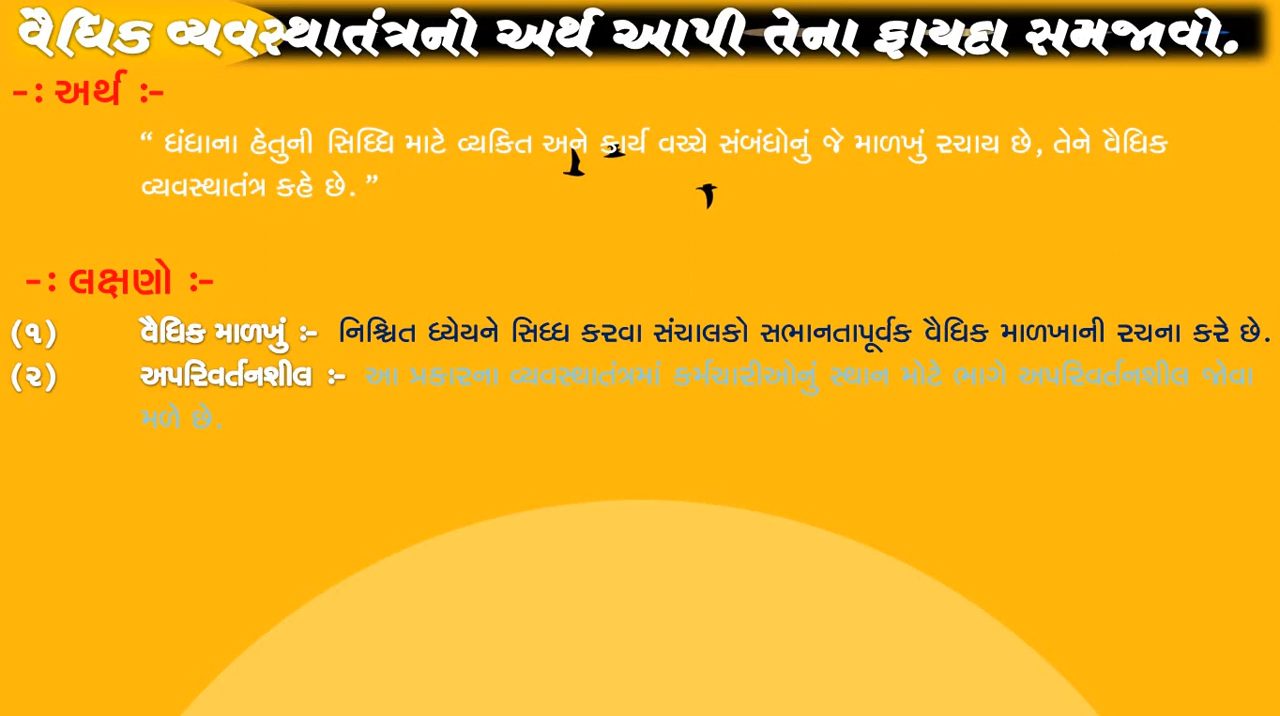 વૈધિક વ્યવસ્થાતંત્રનો અર્થ આપી તેના ફાયદા સમજાવો.
-: અર્થ :-
“ ધંધાના હેતુની સિધ્ધિ માટે વ્યકિત અને કાર્ય વચ્ચે સંબંધોનું જે માળખું રચાય છે, તેને વૈધિક
વ્યવસ્થાતંત્ર કહે છે. ”
-: લક્ષણો :-
(૧) વૈધિક માળખું :- નિશ્ચિત ધ્યેયને સિધ્ધ કરવા સંચાલકો સભાનતાપૂર્વક વૈધિક માળખાની રચના કરે છે.
(૨) અપરિવર્તનશીલ :- આ પ્રકારના વ્યવસ્થાતંત્રમાં કર્મચારીઓનું સ્થાન મોટે ભાગે અપરિવર્તનશીલ જોવા
મળે છે.